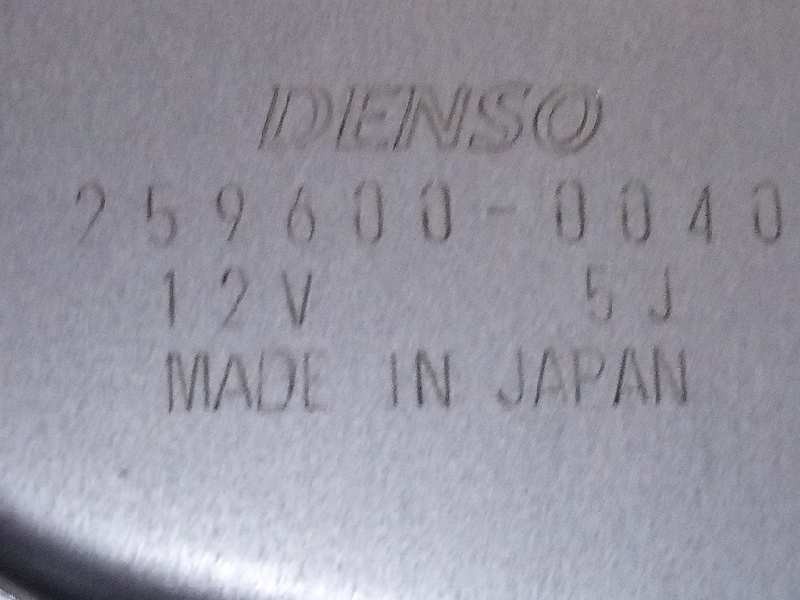 DENSO
259600-0040
12V 5J
MADE IN JAPAN